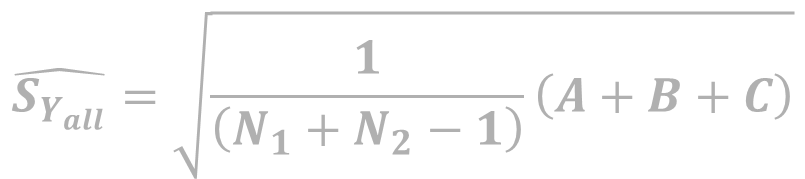 $\widehat{S_{Y_{all}}} = \sqrt{\frac{1}{(N_1 + N_2 - 1)}(A + B + C)}$